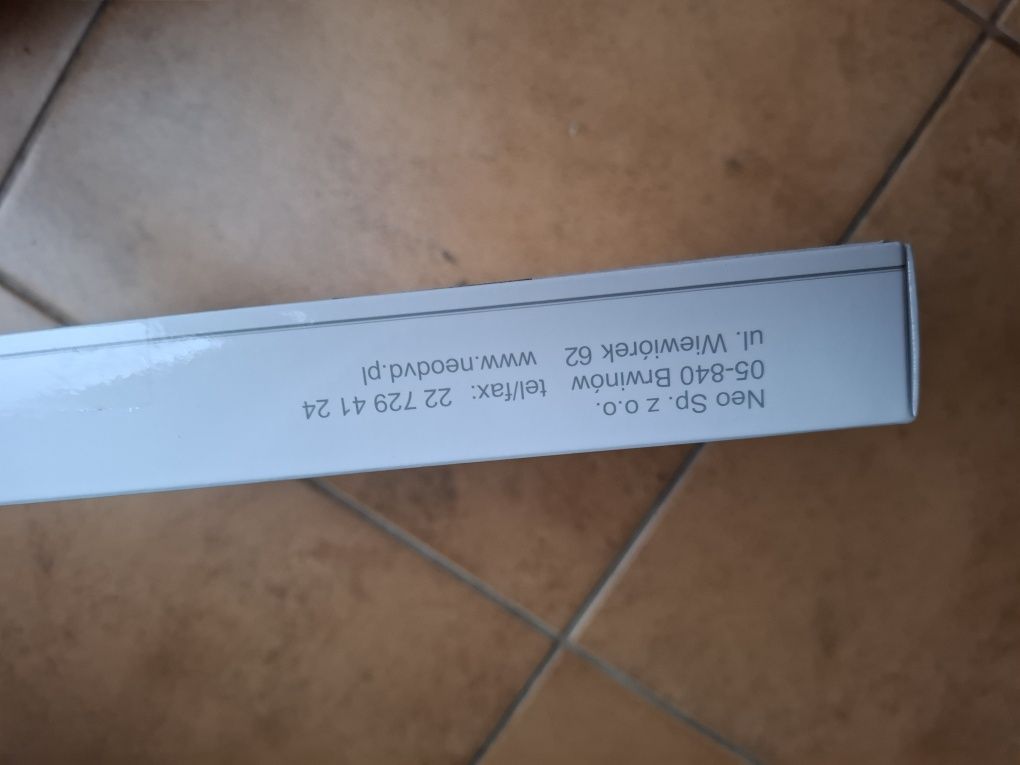 Neo Sp. z o.o.
05-840 Brwinów tel/fax: 22 729 41 24
ul. Wiewiórek 62 www.neodvd.pl